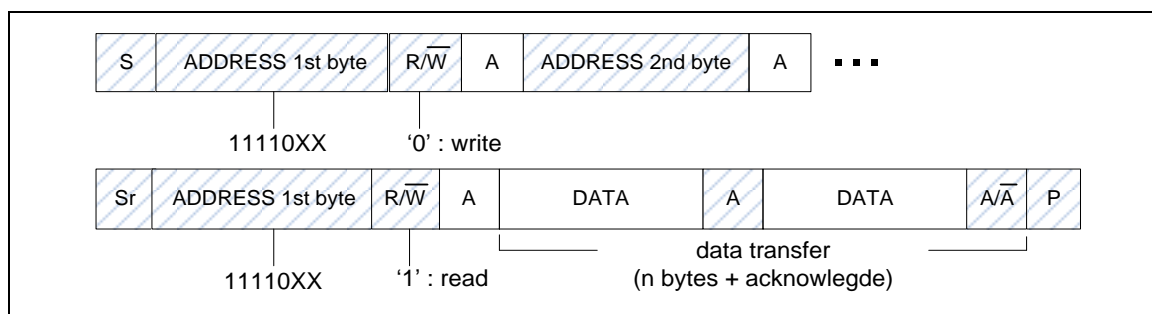 S ADDRESS 1st byte R/W̅ A ADDRESS 2nd byte A ▪ ▪ ▪
11110XX ‘0’ : write
Sr ADDRESS 1st byte R/W̅ A DATA A DATA A/A̅ P
data transfer
11110XX ‘1’ : read (n bytes + acknowlegde)